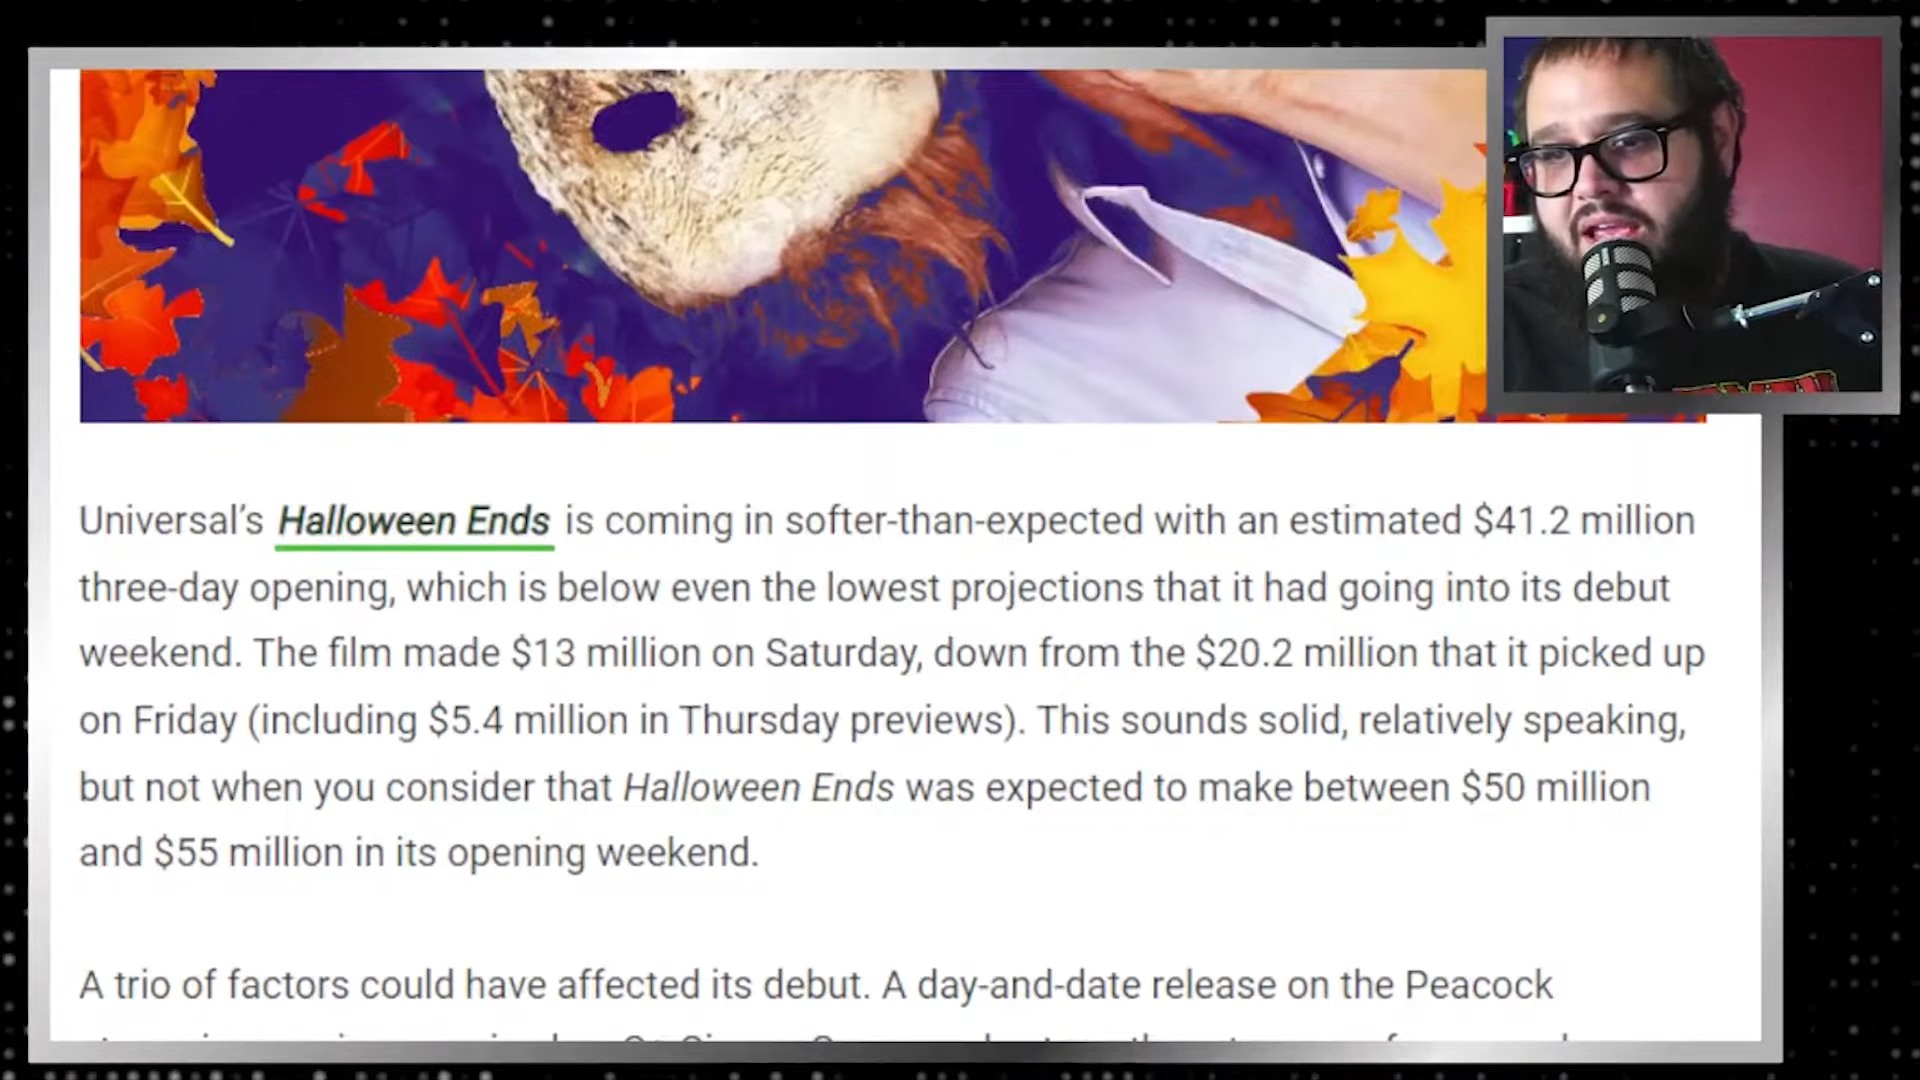 Universal’s Halloween Ends is coming in softer-than-expected with an estimated $41.2 million
three-day opening, which is below even the lowest projections that it had going into its debut
weekend. The film made $13 million on Saturday, down from the $20.2 million that it picked up
on Friday (including $5.4 million in Thursday previews). This sounds solid, relatively speaking,
but not when you consider that Halloween Ends was expected to make between $50 million
and $55 million in its opening weekend.
A trio of factors could have affected its debut. A day-and-date release on the Peacock